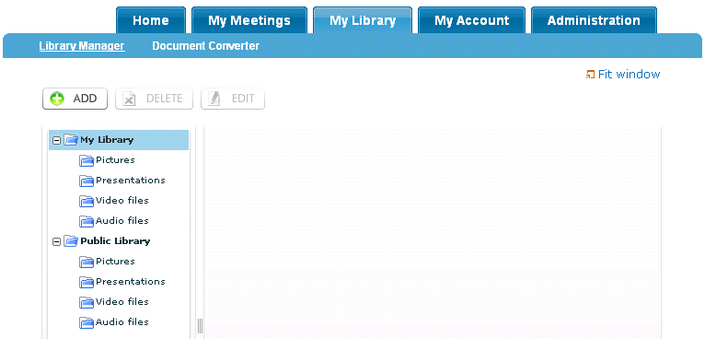 Home My Meetings My Library My Account Administration
Library Manager Document Converter
Fit window
ADD DELETE EDIT
My Library
Pictures
Presentations
Video files
Audio files
Public Library
Pictures
Presentations
Video files
Audio files